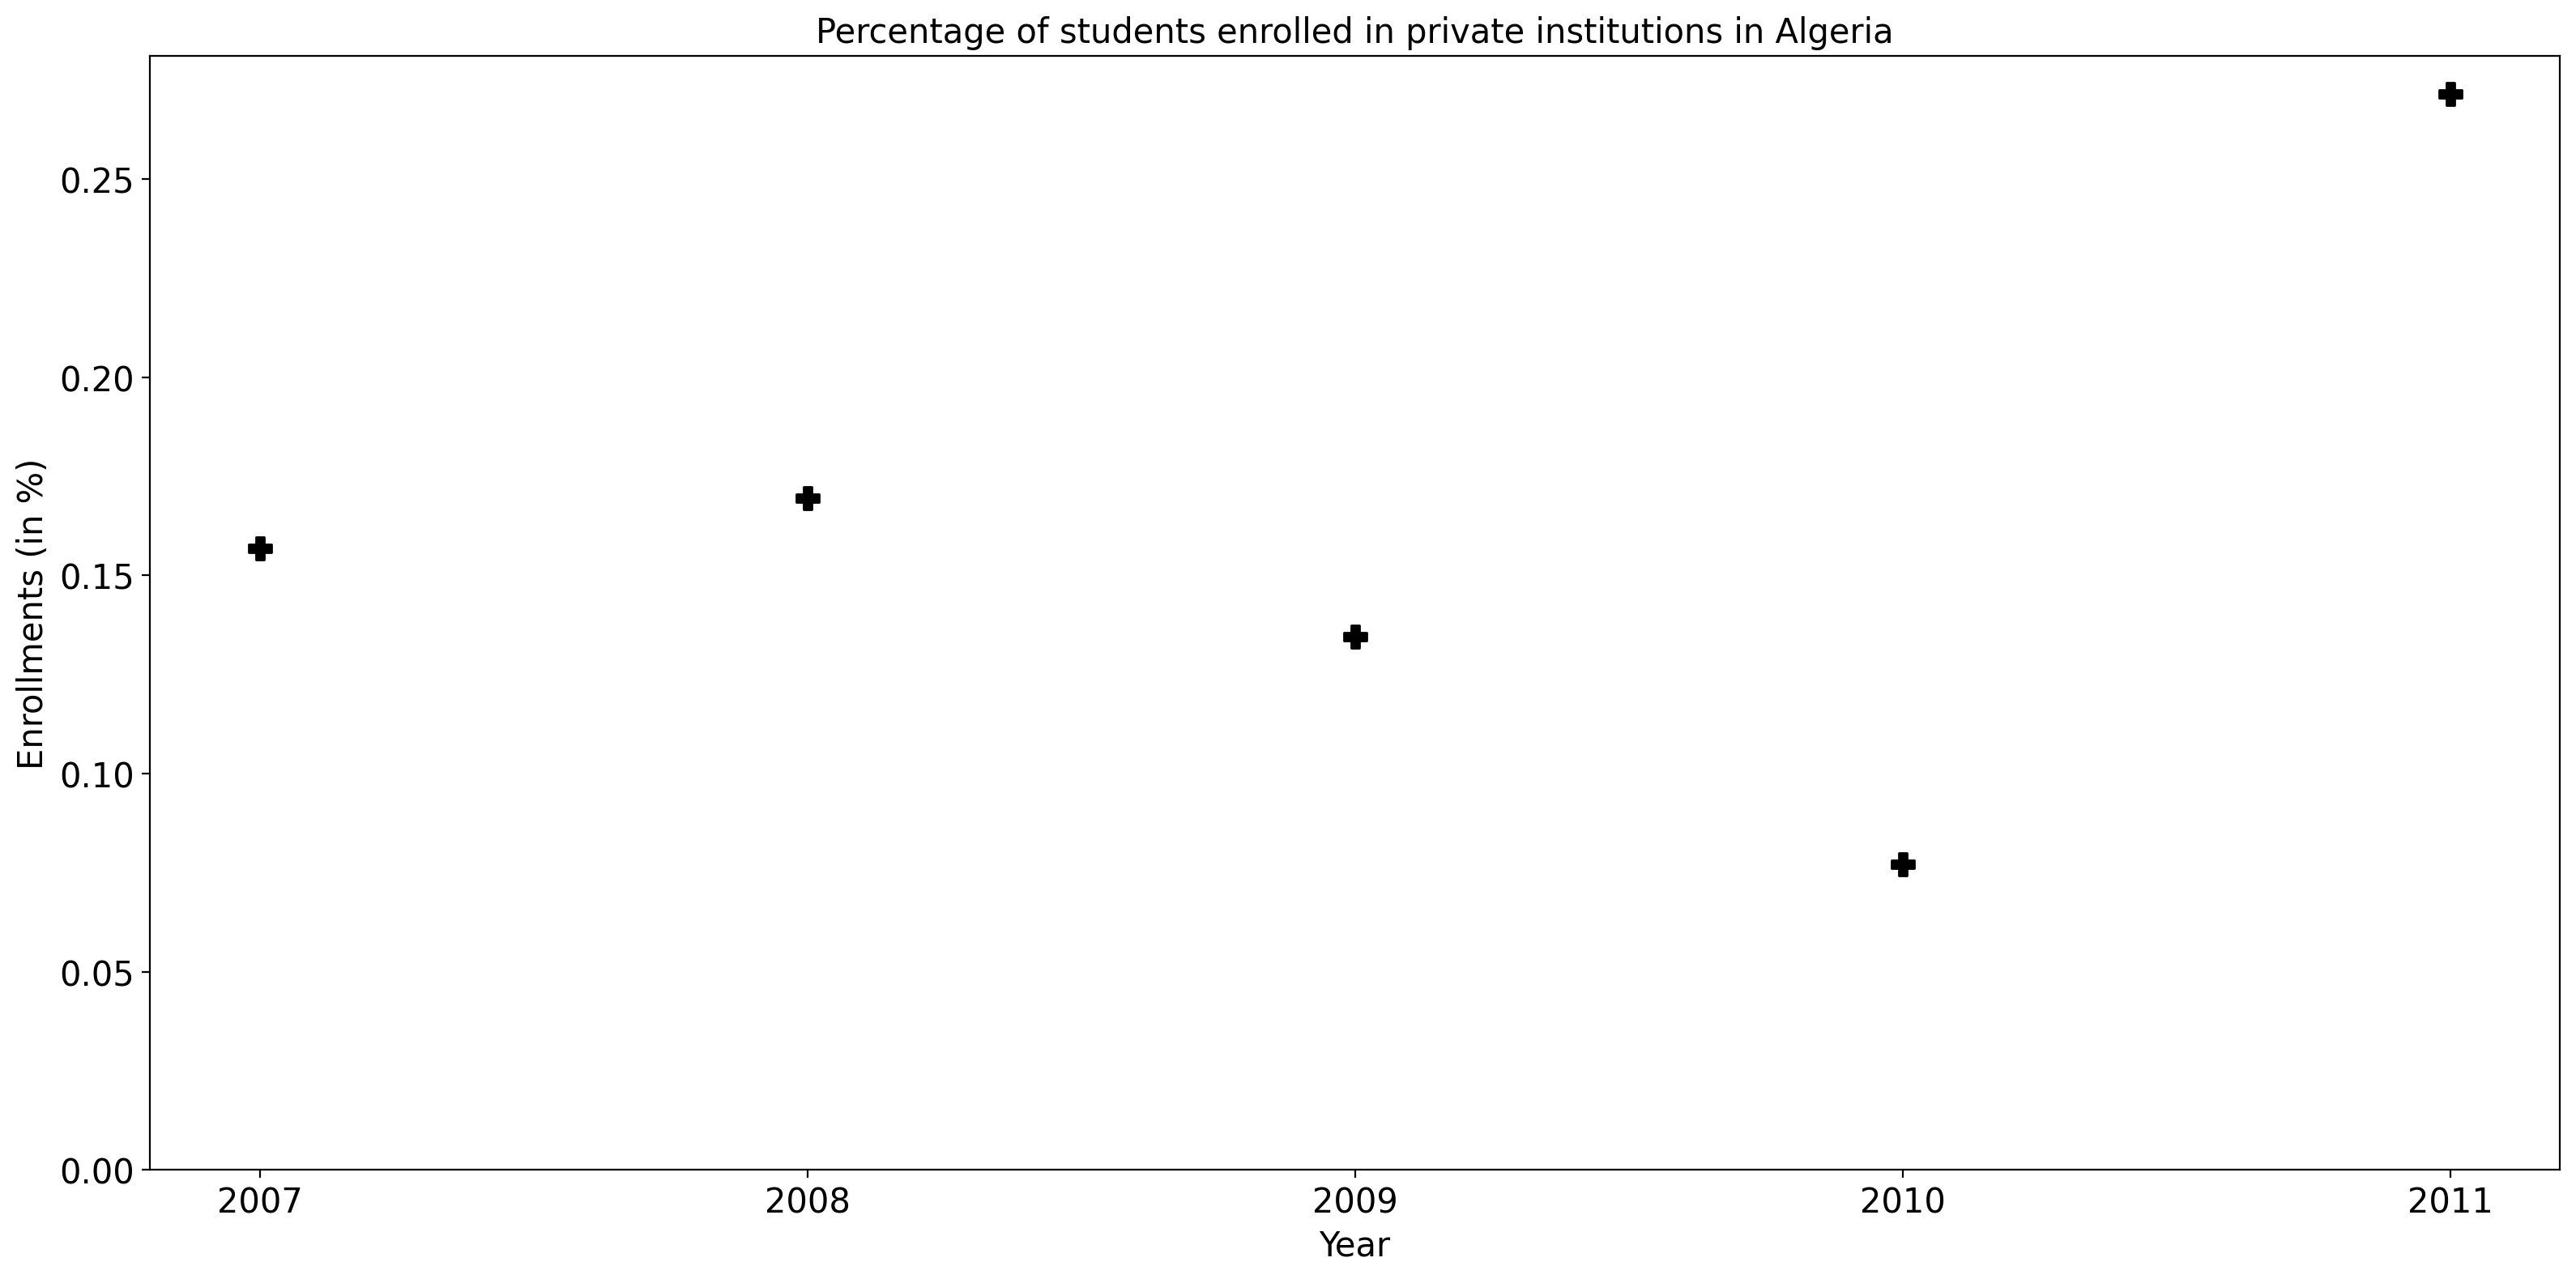 Percentage of students enrolled in private institutions in Algeria
Enrollments (in %)
0.25
0.20
0.15
0.10
0.05
0.00
2007 2008 2009 2010 2011
Year